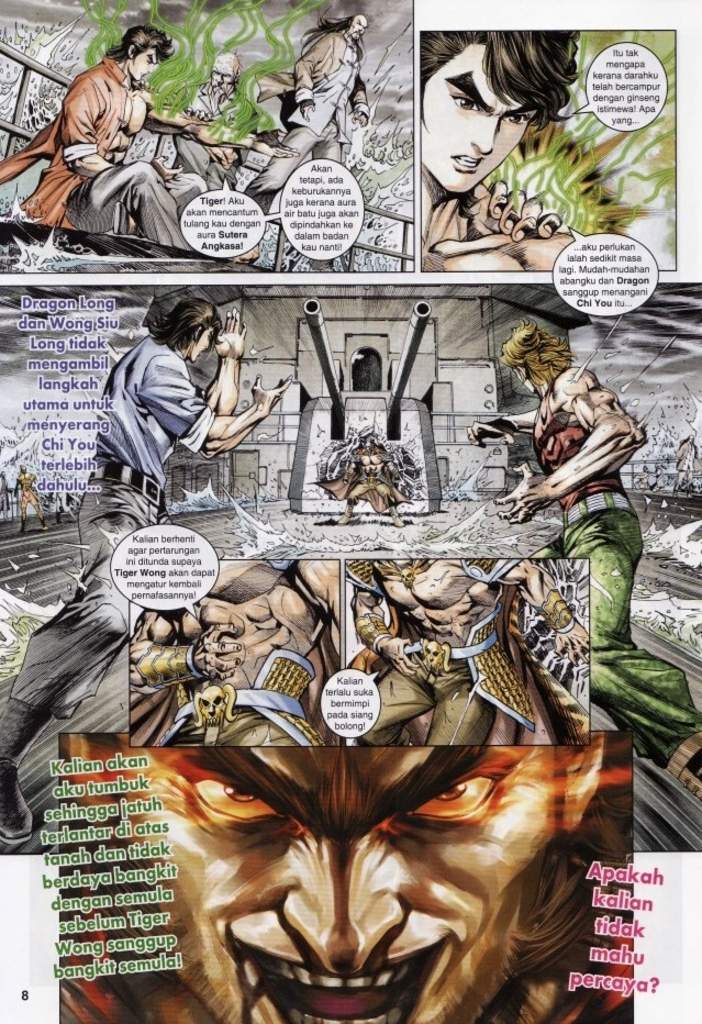 Tiger! Aku
akan mencantum
tulang kau dengan
aura Sutera
Angkasa!
Akan
tetapi, ada
keburukannya
juga kerana aura
air batu juga akan
dipindahkan ke
dalam badan
kau nanti!
Itu tak
mengapa
kerana darahku
telah bercampur
dengan ginseng
istimewa! Apa
yang...
...aku perlukan
ialah sedikit masa
lagi. Mudah-mudahan
abangku dan Dragon
sanggup menangani
Chi You itu...
Dragon Long
dan Wong Siu
Long tidak
mengambil
langkah
utama untuk
menyerang
Chi You
terlebih
dahulu...
Kalian berhenti
agar pertarungan
ini ditunda supaya
Tiger Wong akan dapat
mengatur kembali
pernafasannya!
Kalian
terlalu suka
bermimpi
pada siang
bolong!
Kalian akan
aku tumbuk
sehingga jatuh
terlantar di atas
tanah dan tidak
berdaya bangkit
dengan semula
sebelum Tiger
Wong sanggup
bangkit semula!
Apakah
kalian
tidak
mahu
percaya?
8